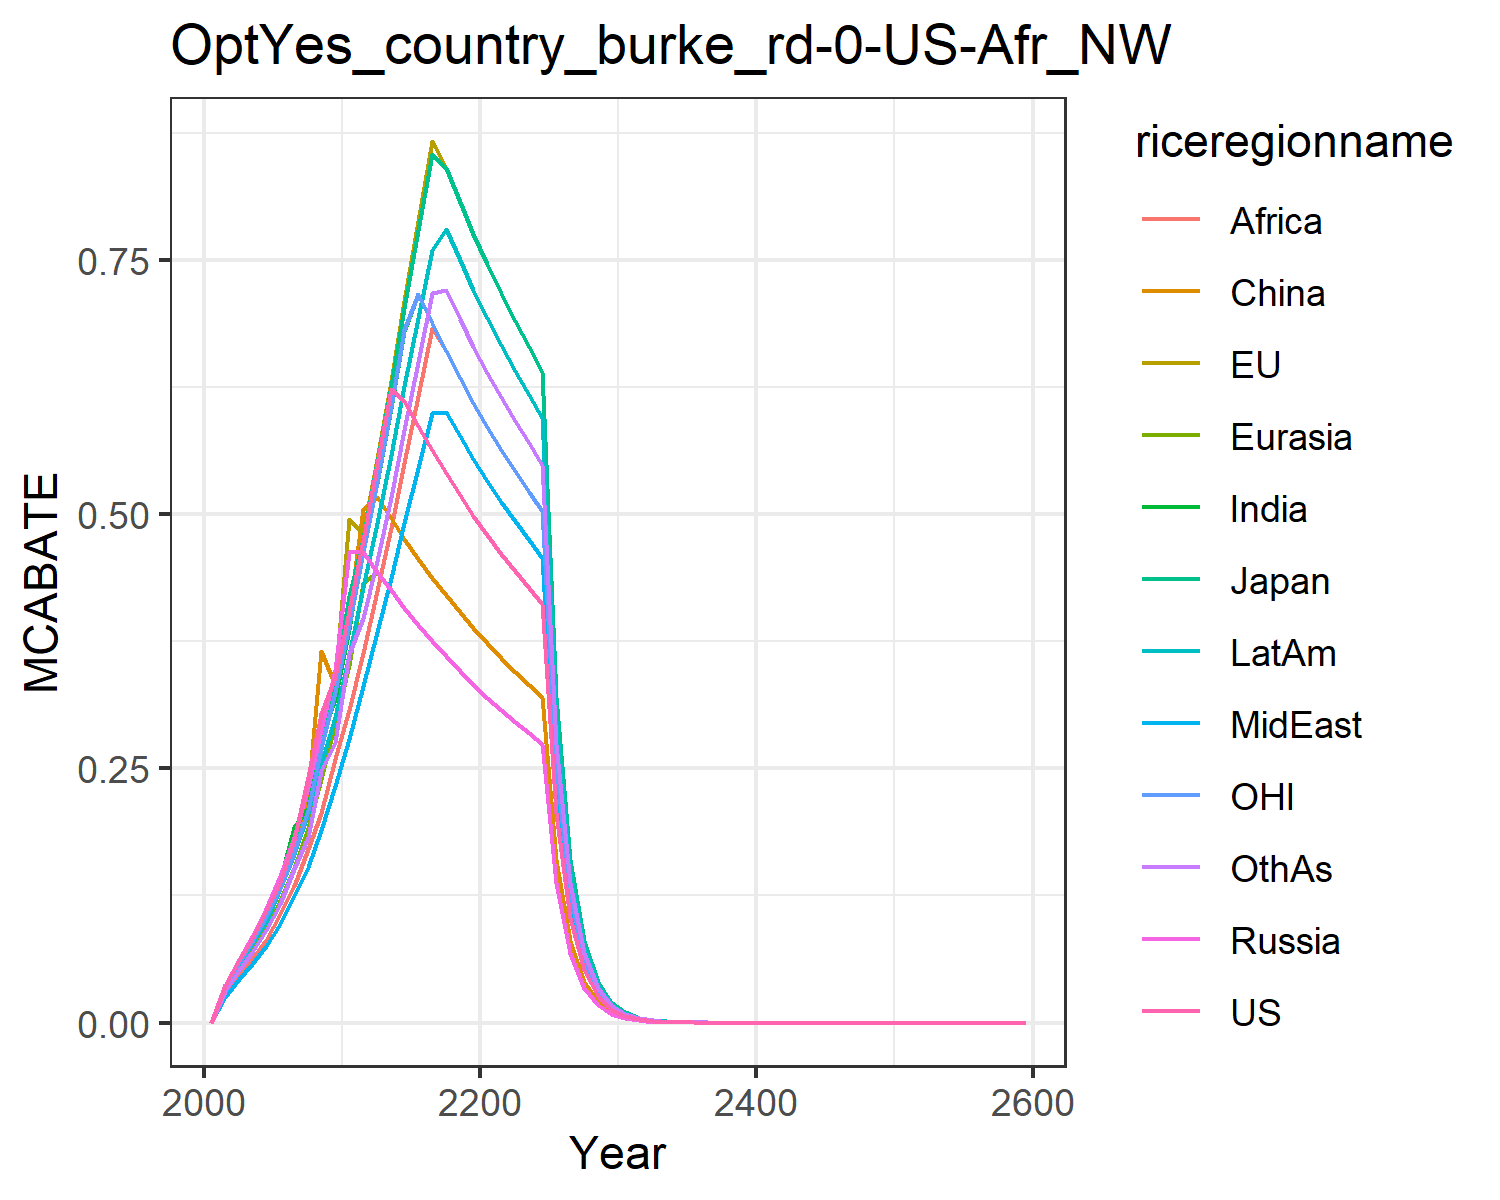 OptYes_country_burke_rd-0-US-Afr_NW
MCABATE
0.75
0.50
0.25
0.00
2000
2200
2400
2600
Year
riceregionname
Africa
China
EU
Eurasia
India
Japan
LatAm
MidEast
OHI
OthAs
Russia
US